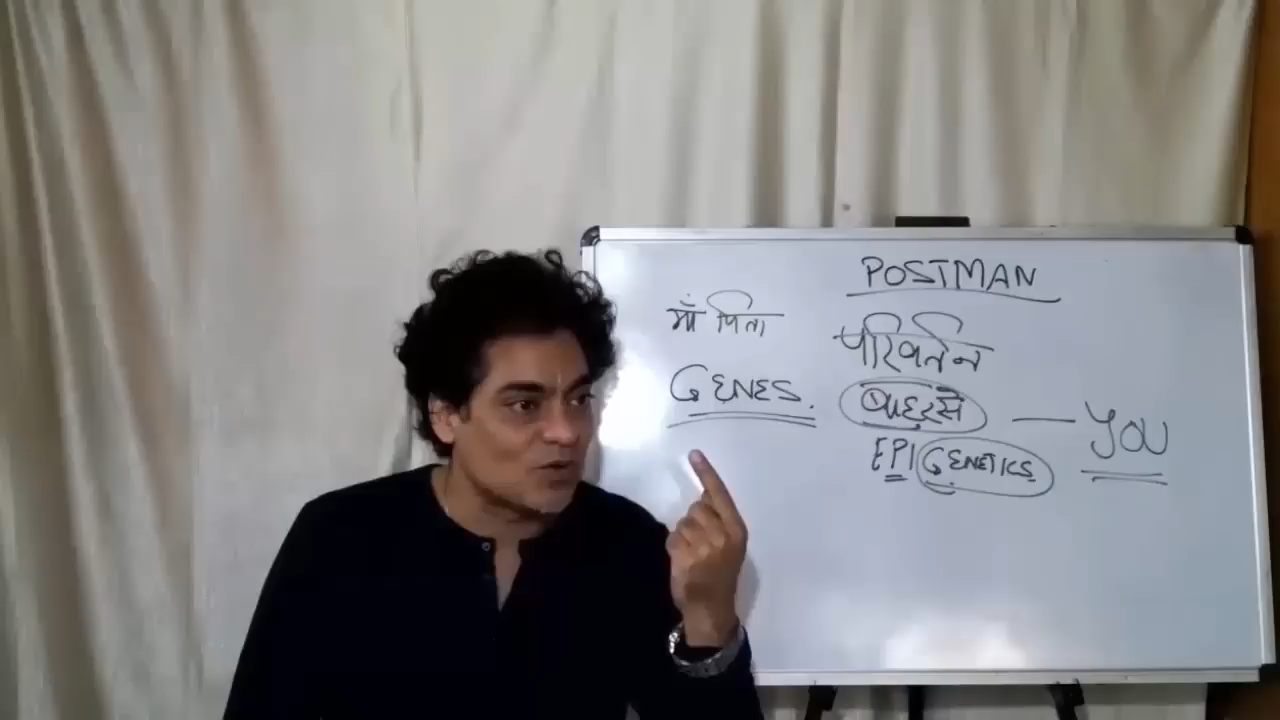 POSTMAN
माँ पिता
परिवर्तन
GENES.
बाहर से — YOU
EPIGENETICS